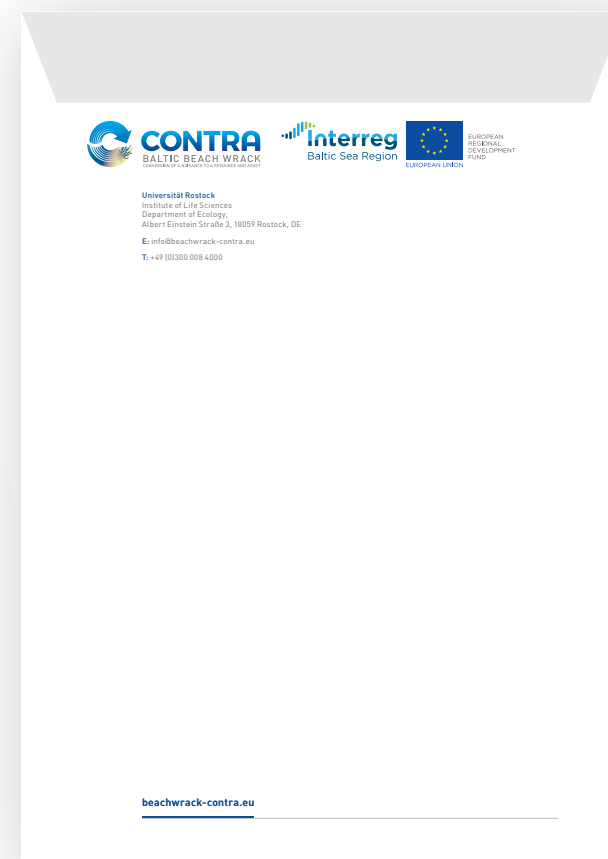 CONTRA
BALTIC BEACH WRACK
CONVERSION OF A NUISANCE TO A RESOURCE AND ASSET
Interreg
Baltic Sea Region
EUROPEAN UNION
EUROPEAN
REGIONAL
DEVELOPMENT
FUND
Universität Rostock
Institute of Life Sciences
Department of Ecology,
Albert Einstein Straße 3, 18059 Rostock, DE
E: info@beachwrack-contra.eu
T: +49 (0)300 008 4000
beachwrack-contra.eu